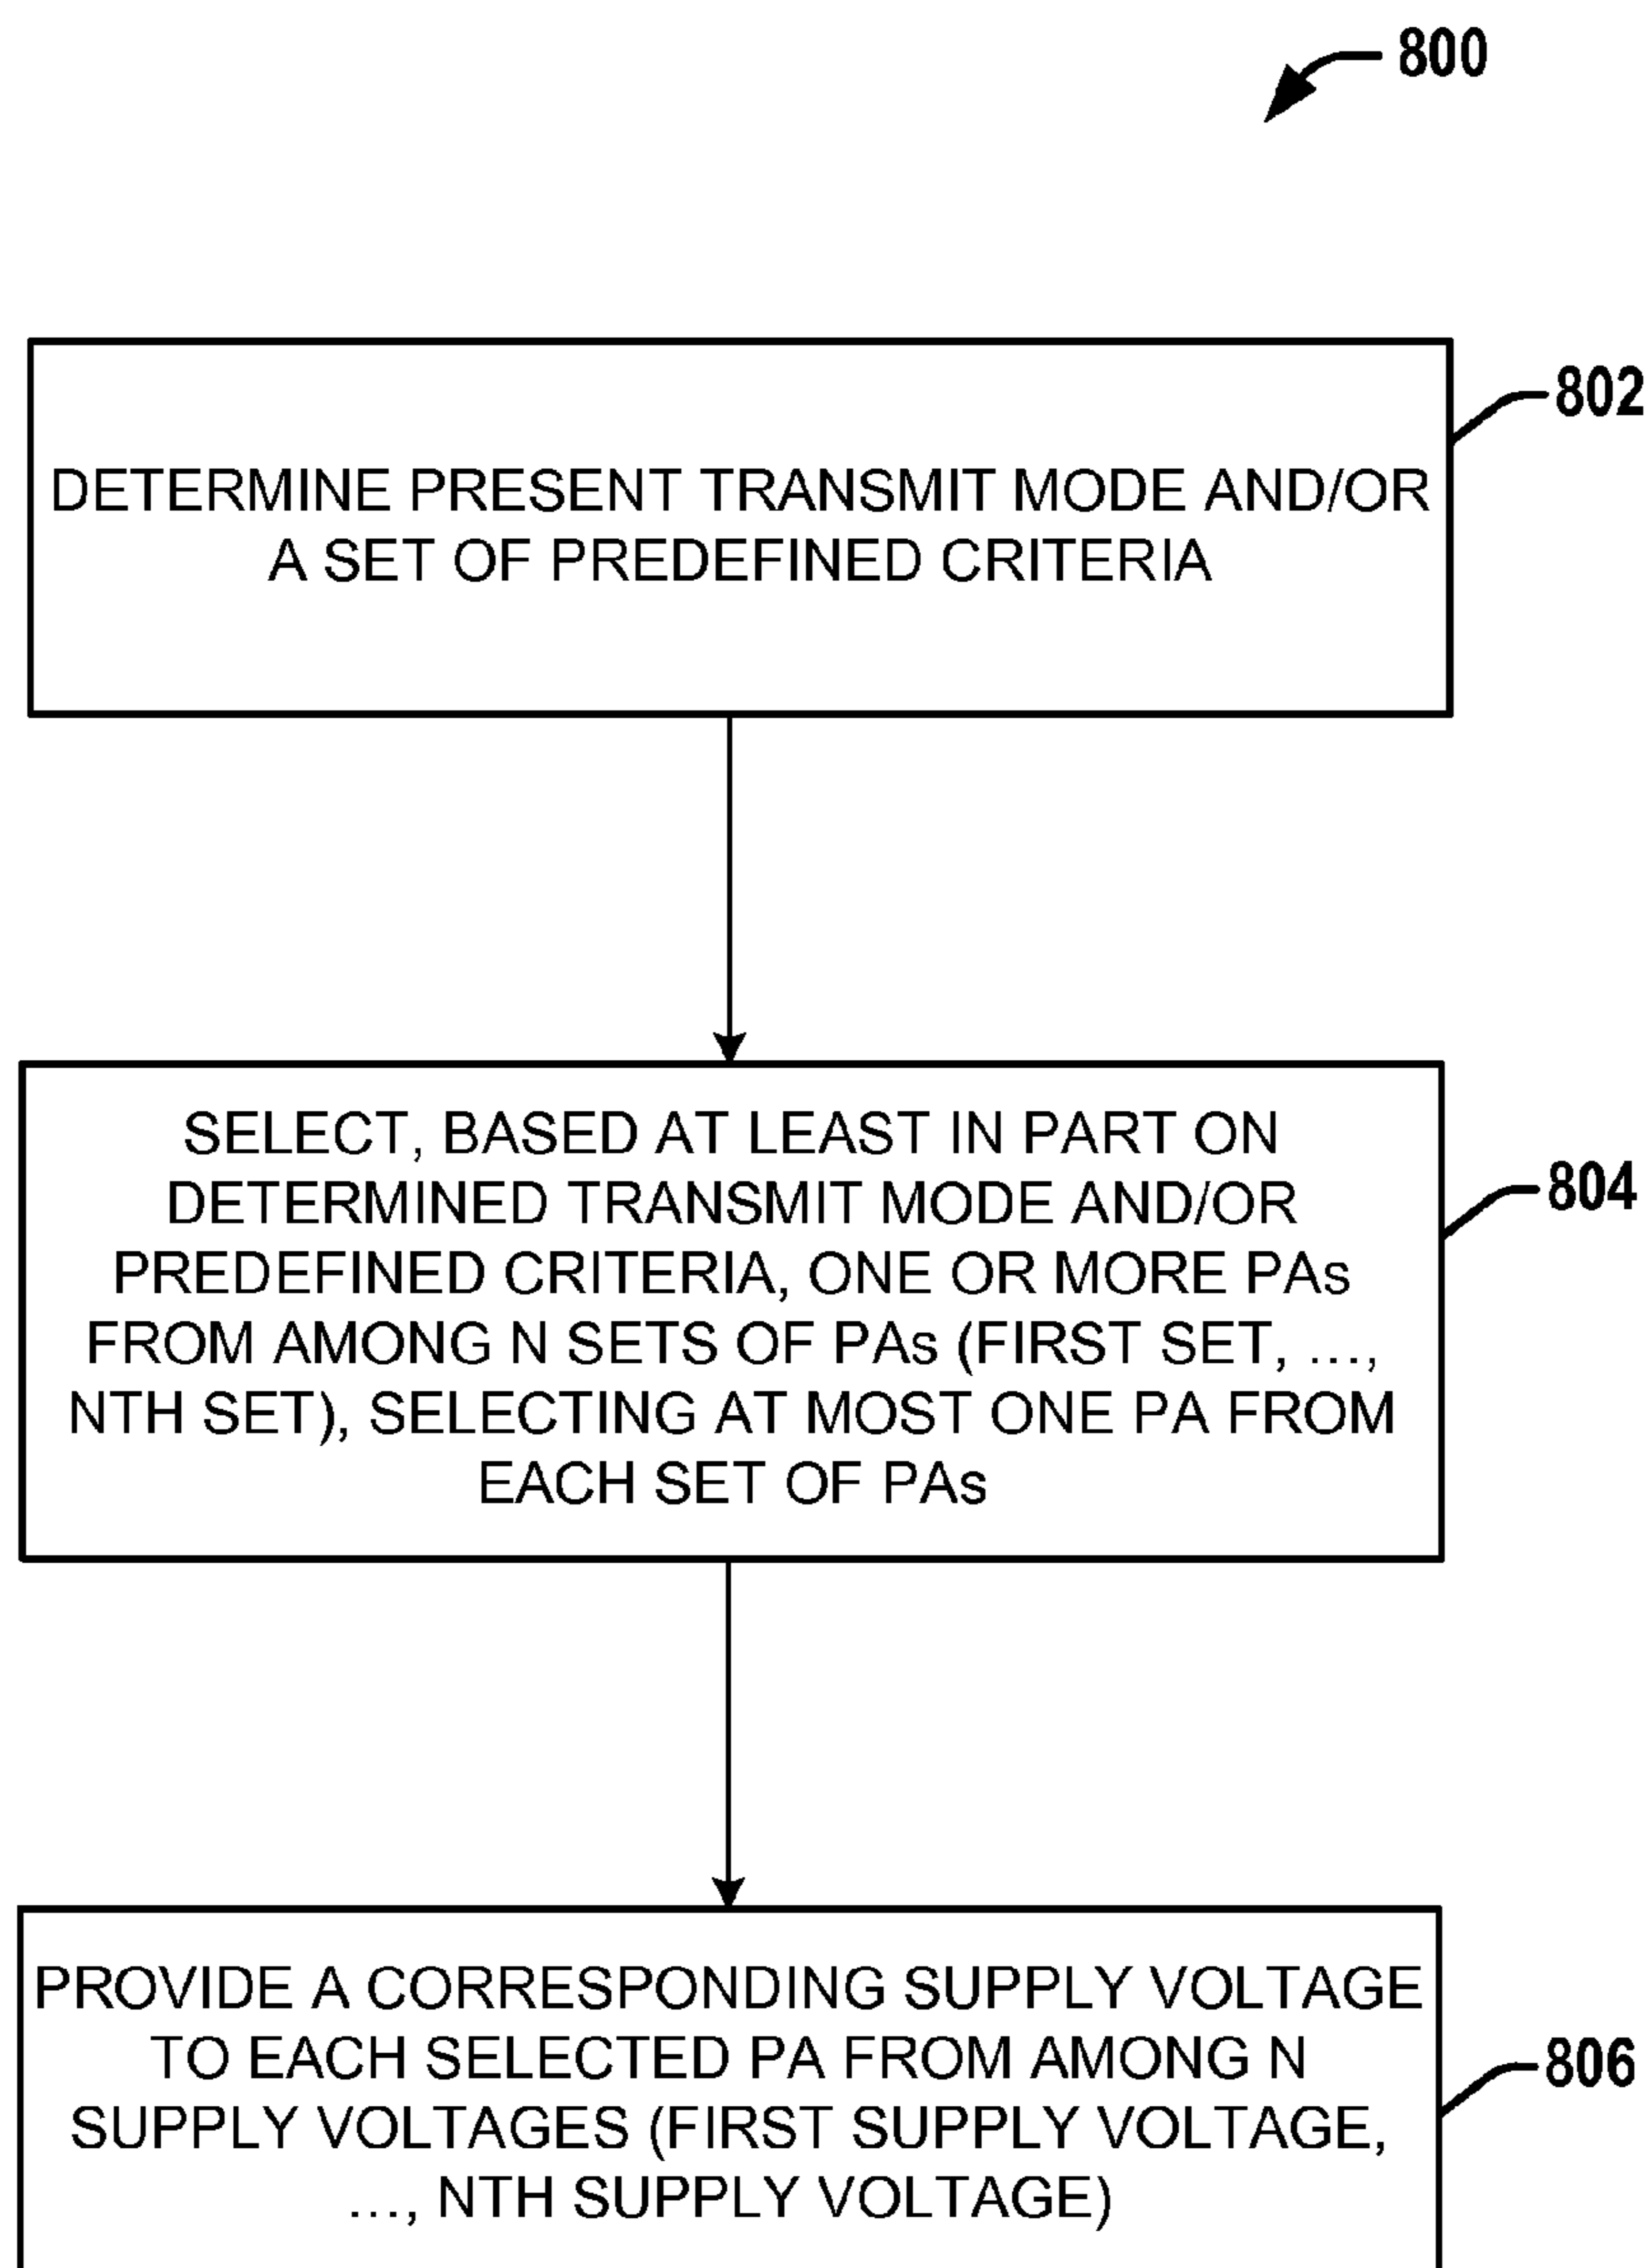 800
802
DETERMINE PRESENT TRANSMIT MODE AND/OR
A SET OF PREDEFINED CRITERIA
SELECT, BASED AT LEAST IN PART ON
DETERMINED TRANSMIT MODE AND/OR
PREDEFINED CRITERIA, ONE OR MORE PAs
FROM AMONG N SETS OF PAs (FIRST SET, ...,
NTH SET), SELECTING AT MOST ONE PA FROM
EACH SET OF PAs
804
PROVIDE A CORRESPONDING SUPPLY VOLTAGE
TO EACH SELECTED PA FROM AMONG N
SUPPLY VOLTAGES (FIRST SUPPLY VOLTAGE,
..., NTH SUPPLY VOLTAGE)
806